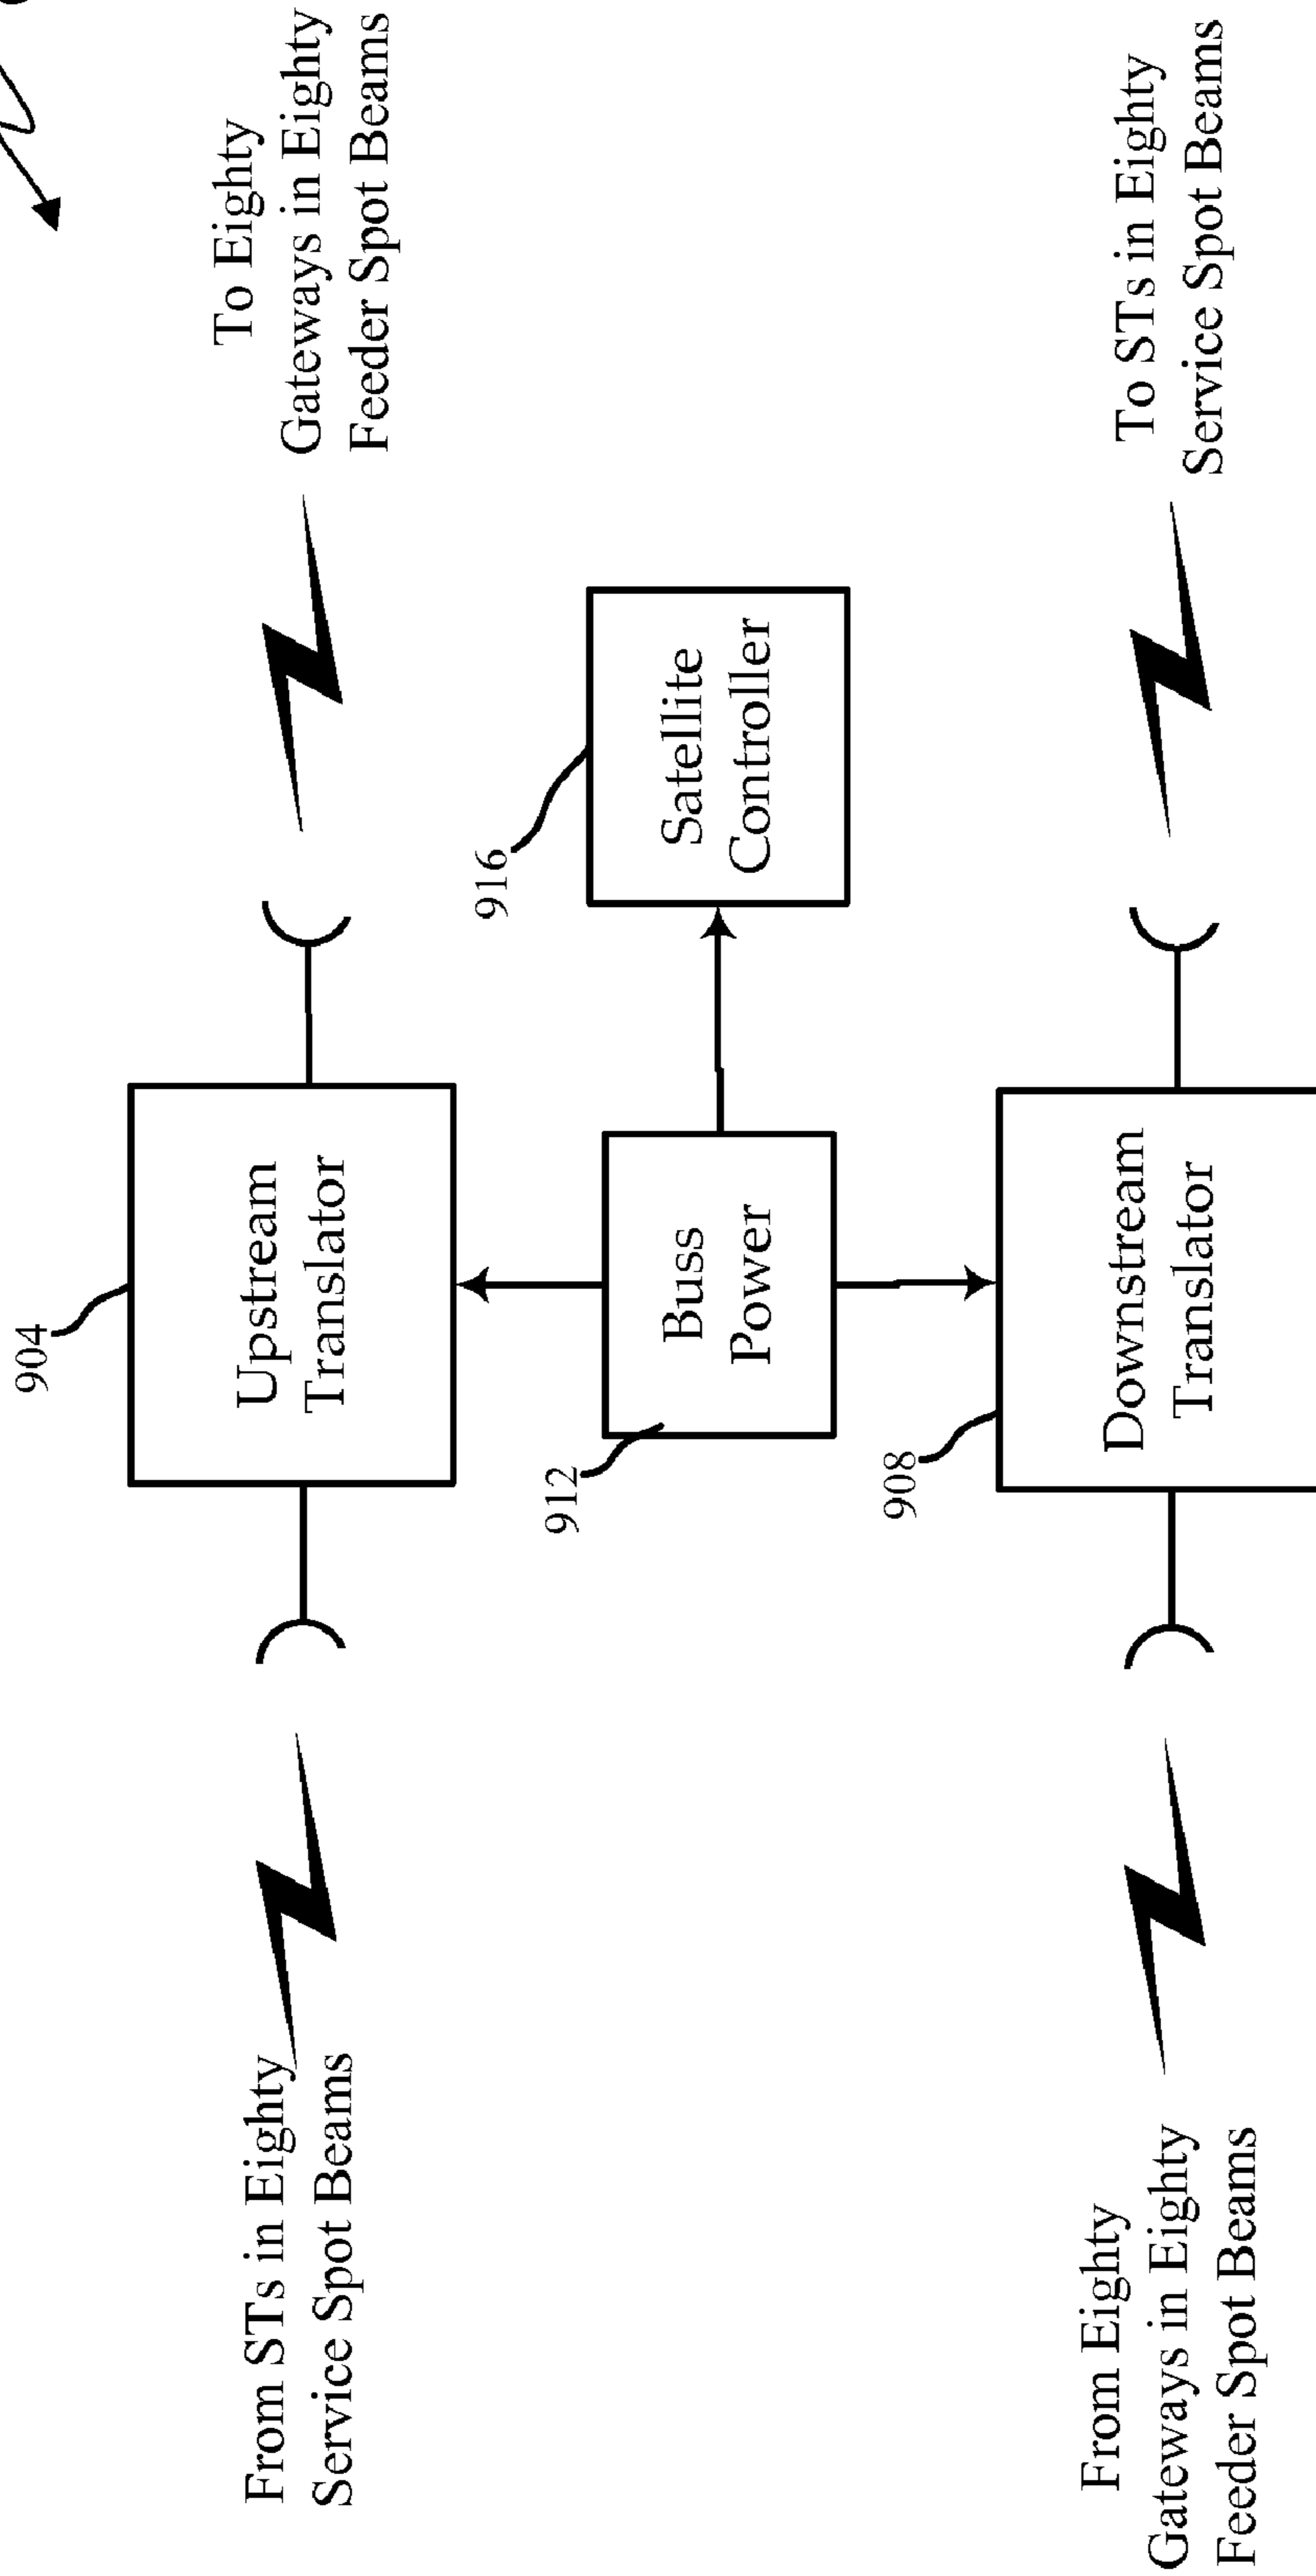 904
Upstream
Translator
From STs in Eighty
Service Spot Beams
To Eighty
Gateways in Eighty
Feeder Spot Beams
912
Buss
Power
916
Satellite
Controller
908
Downstream
Translator
From Eighty
Gateways in Eighty
Feeder Spot Beams
To STs in Eighty
Service Spot Beams